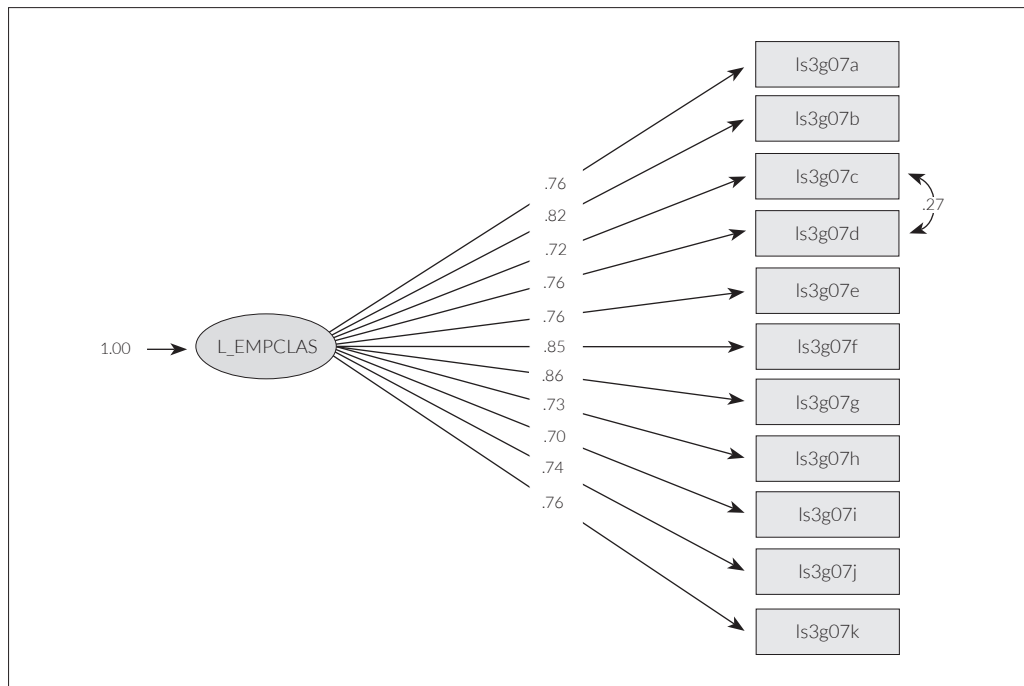 ls3g07a
ls3g07b
.76
ls3g07c
.82
.27
ls3g07d
.72
.76
ls3g07e
.76
1.00
L_EMPCLAS
.85
ls3g07f
.86
ls3g07g
.73
.70
ls3g07h
.74
.76
ls3g07i
ls3g07j
ls3g07k